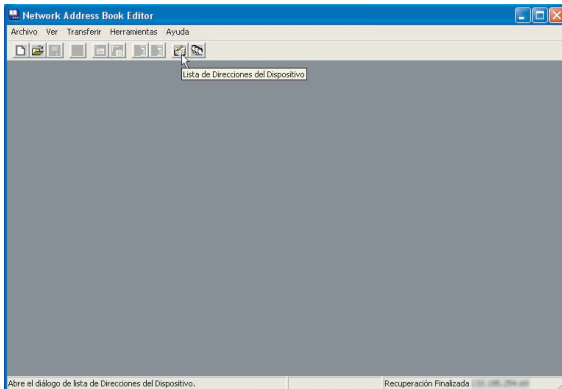 Network Address Book Editor
Archivo Ver Transferir Herramientas Ayuda
Lista de Direcciones del Dispositivo
Abre el diálogo de lista de Direcciones del Dispositivo. Recuperación Finalizada